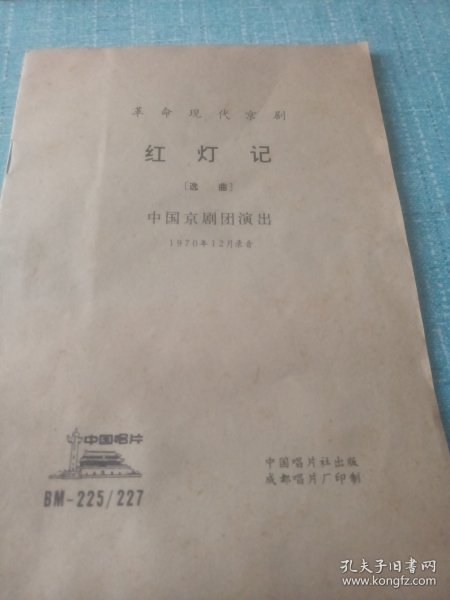 革命现代京剧
红灯记
[选曲]
中国京剧团演出
1970年12月录音
中国唱片
BM-225/227
中国唱片社出版
成都唱片厂印制
孔夫子旧书网
www.kongfz.com